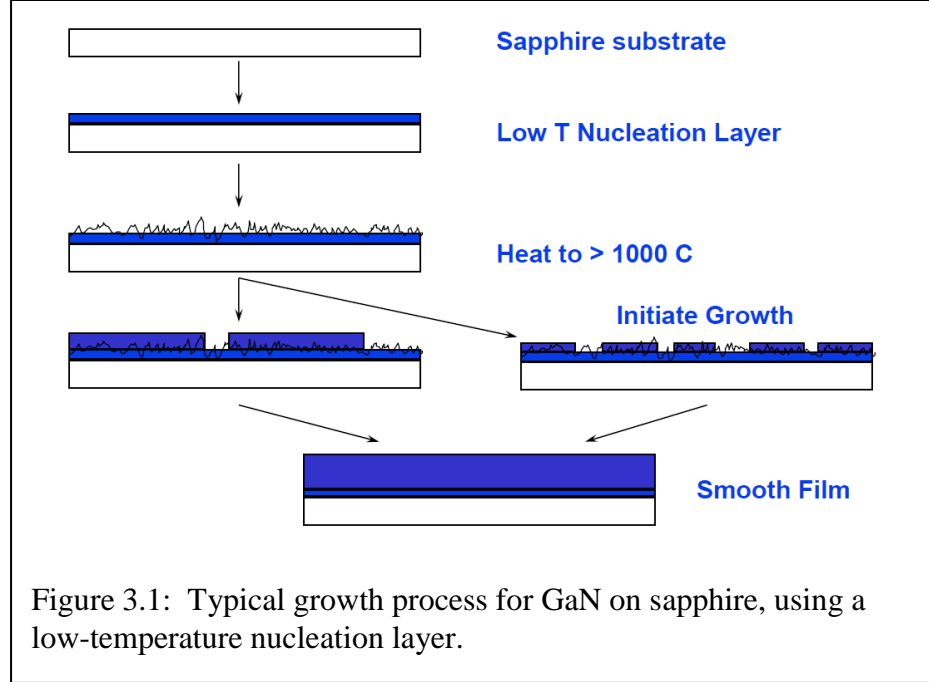 Sapphire substrate
Low T Nucleation Layer
Heat to > 1000 C
Initiate Growth
Smooth Film
Figure 3.1:  Typical growth process for GaN on sapphire, using a
low-temperature nucleation layer.